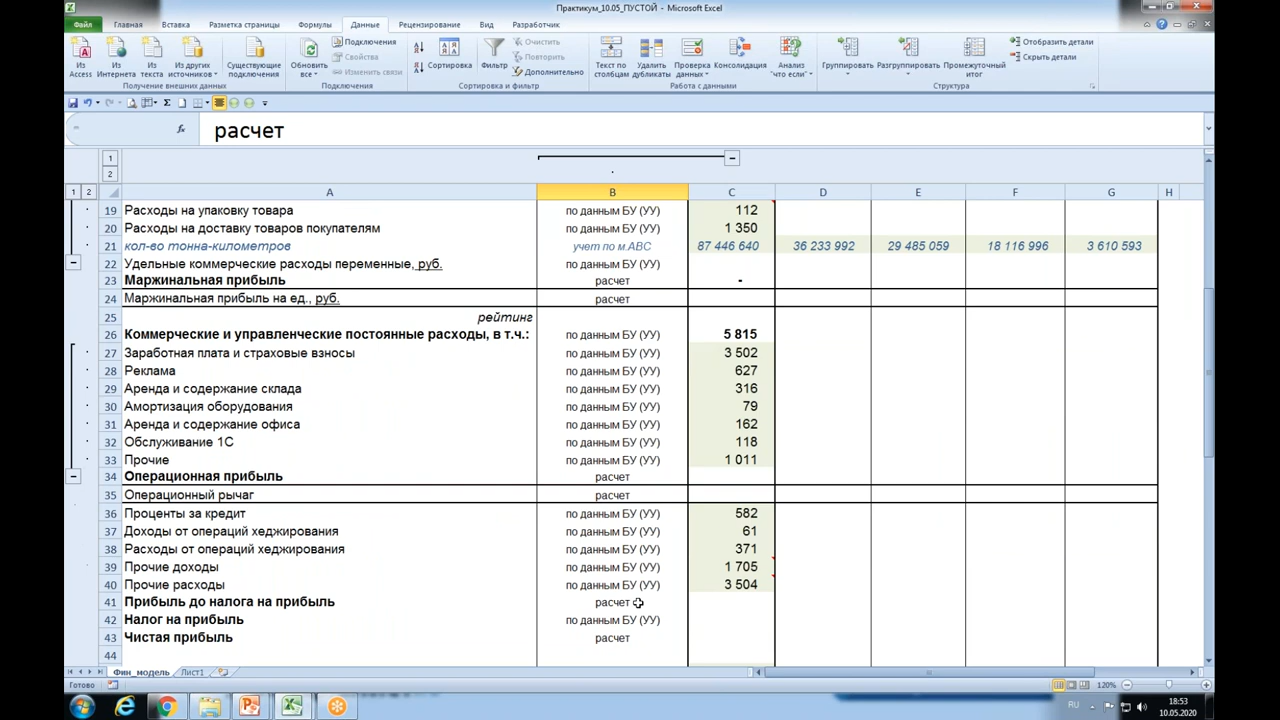 Практикум_10.05_ПУСТОЙ - Microsoft Excel
Файл Главная Вставка Разметка страницы Формулы Данные Рецензирование Вид Разработчик
Из Access
Из Интернета
Из текста
Из других источников
Существующие подключения
Обновить все
Подключения
Свойства
Изменить связи
Сортировка
Фильтр
Очистить
Повторить
Дополнительно
Текст по столбцам
Удалить дубликаты
Проверка данных
Консолидация
Анализ "что если"
Группировать
Разгруппировать
Промежуточный итог
Отобразить детали
Скрыть детали
Получение внешних данных Подключения Сортировка и фильтр Работа с данными Структура
fx расчет
1
2
1 2 A B C D E F G H
19 Расходы на упаковку товара по данным БУ (УУ) 112
20 Расходы на доставку товаров покупателям по данным БУ (УУ) 1 350
21 кол-во тонна-километров учет по м.АВС 87 446 640 36 233 992 29 485 059 18 116 996 3 610 593
22 Удельные коммерческие расходы переменные, руб. по данным БУ (УУ)
23 Маржинальная прибыль расчет -
24 Маржинальная прибыль на ед., руб. расчет
25 рейтинг
26 Коммерческие и управленческие постоянные расходы, в т.ч.: по данным БУ (УУ) 5 815
27 Заработная плата и страховые взносы по данным БУ (УУ) 3 502
28 Реклама по данным БУ (УУ) 627
29 Аренда и содержание склада по данным БУ (УУ) 316
30 Амортизация оборудования по данным БУ (УУ) 79
31 Аренда и содержание офиса по данным БУ (УУ) 162
32 Обслуживание 1С по данным БУ (УУ) 118
33 Прочие по данным БУ (УУ) 1 011
34 Операционная прибыль расчет
35 Операционный рычаг расчет
36 Проценты за кредит по данным БУ (УУ) 582
37 Доходы от операций хеджирования по данным БУ (УУ) 61
38 Расходы от операций хеджирования по данным БУ (УУ) 371
39 Прочие доходы по данным БУ (УУ) 1 705
40 Прочие расходы по данным БУ (УУ) 3 504
41 Прибыль до налога на прибыль расчет
42 Налог на прибыль по данным БУ (УУ)
43 Чистая прибыль расчет
44
Фин_модель Лист1
Готово 120%
RU 18:53
10.05.2020